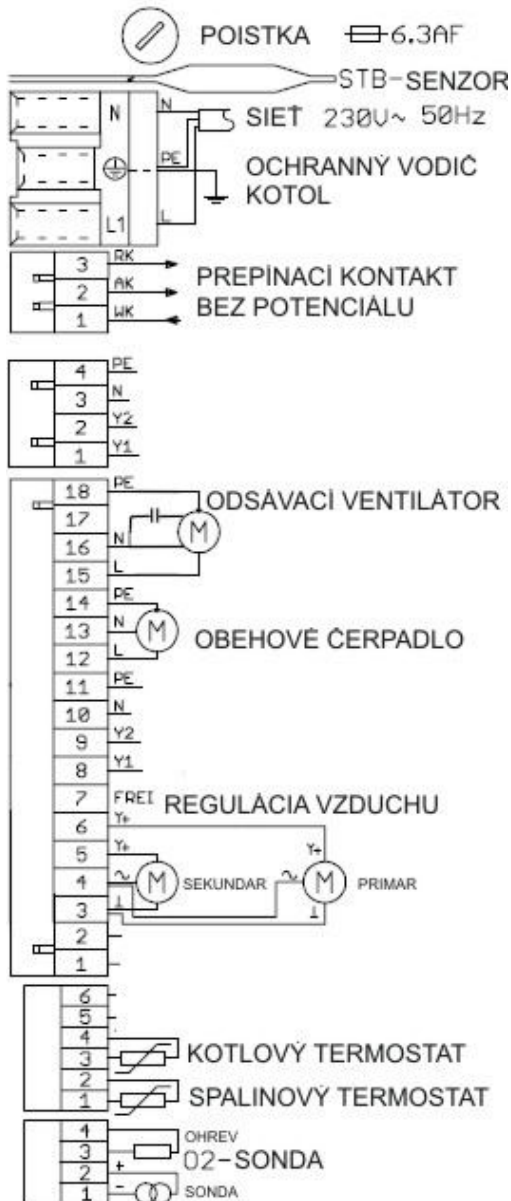 POISTKA 6.3AF
STB-SENZOR
N N
SIEŤ 230V~ 50Hz
PE
OCHRANNÝ VODIČ
KOTOL
L1 L
3 RK
PREPÍNACÍ KONTAKT
2 AK
BEZ POTENCIÁLU
1 WK
4 PE
3 N
2 Y2
1 Y1
18 PE
ODSÁVACÍ VENTILÁTOR
17
M
16 N
15 L
14 PE
13 N M
OBEHOVÉ ČERPADLO
12 L
11 PE
10 N
9 Y2
8 Y1
7 FREI
REGULÁCIA VZDUCHU
6 Y+
5 Y+ Y+
4 ~ M SEKUNDAR ~ M PRIMAR
3 ⊥ ⊥
2
1
6
5
4
3 KOTLOVÝ TERMOSTAT
2
1 SPALINOVÝ TERMOSTAT
4 OHREV
3 O2-SONDA
2 +
1 - SONDA